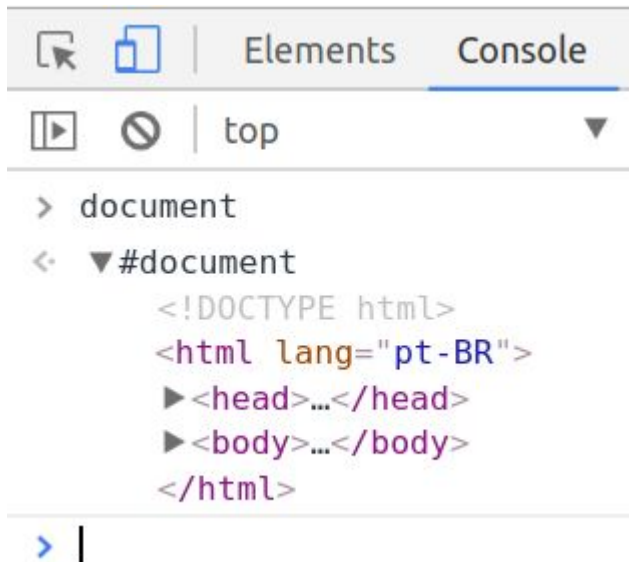 Elements Console
top
document
#document
<!DOCTYPE html>
<html lang="pt-BR">
<head>…</head>
<body>…</body>
</html>